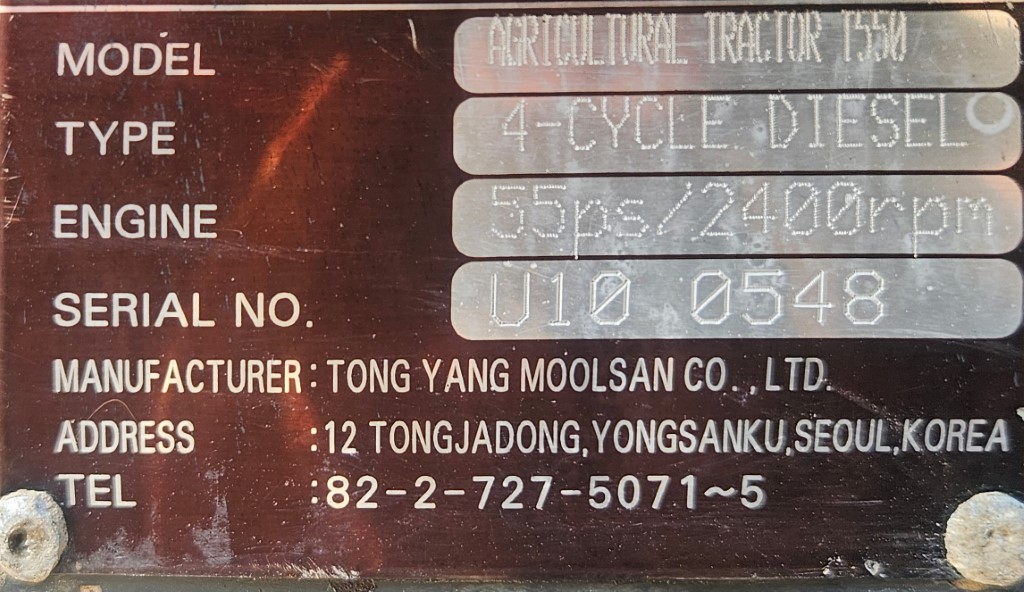 MODEL AGRICULTURAL TRACTOR T550
TYPE 4-CYCLE DIESEL
ENGINE 55ps/2400rpm
SERIAL NO. U10 0548
MANUFACTURER: TONG YANG MOOLSAN CO., LTD.
ADDRESS :12 TONGJADONG,YONGSANKU,SEOUL,KOREA
TEL :82-2-727-5071~5